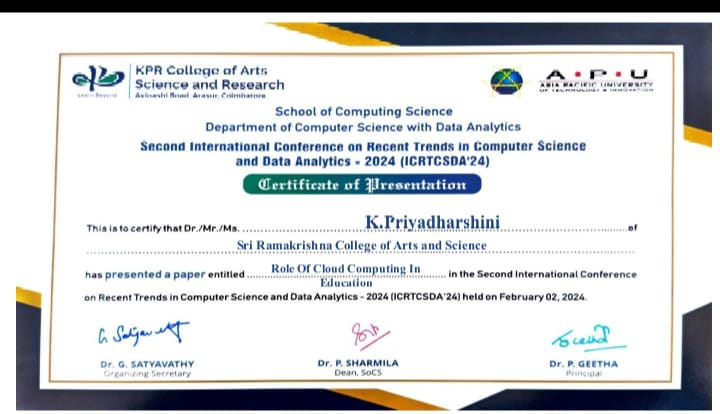 KPR College of Arts
Science and Research
Avinashi Road, Arasur, Coimbatore.
A • P • U
ASIA PACIFIC UNIVERSITY
OF TECHNOLOGY & INNOVATION
School of Computing Science
Department of Computer Science with Data Analytics
Second International Conference on Recent Trends in Computer Science
and Data Analytics - 2024 (ICRTCSDA'24)
Certificate of Presentation
This is to certify that Dr./Mr./Ms. K.Priyadharshini of
Sri Ramakrishna College of Arts and Science
has presented a paper entitled Role Of Cloud Computing In in the Second International Conference
Education
on Recent Trends in Computer Science and Data Analytics - 2024 (ICRTCSDA'24) held on February 02, 2024.
Dr. G. SATYAVATHY
Organizing Secretary
Dr. P. SHARMILA
Dean, SoCS
Dr. P. GEETHA
Principal